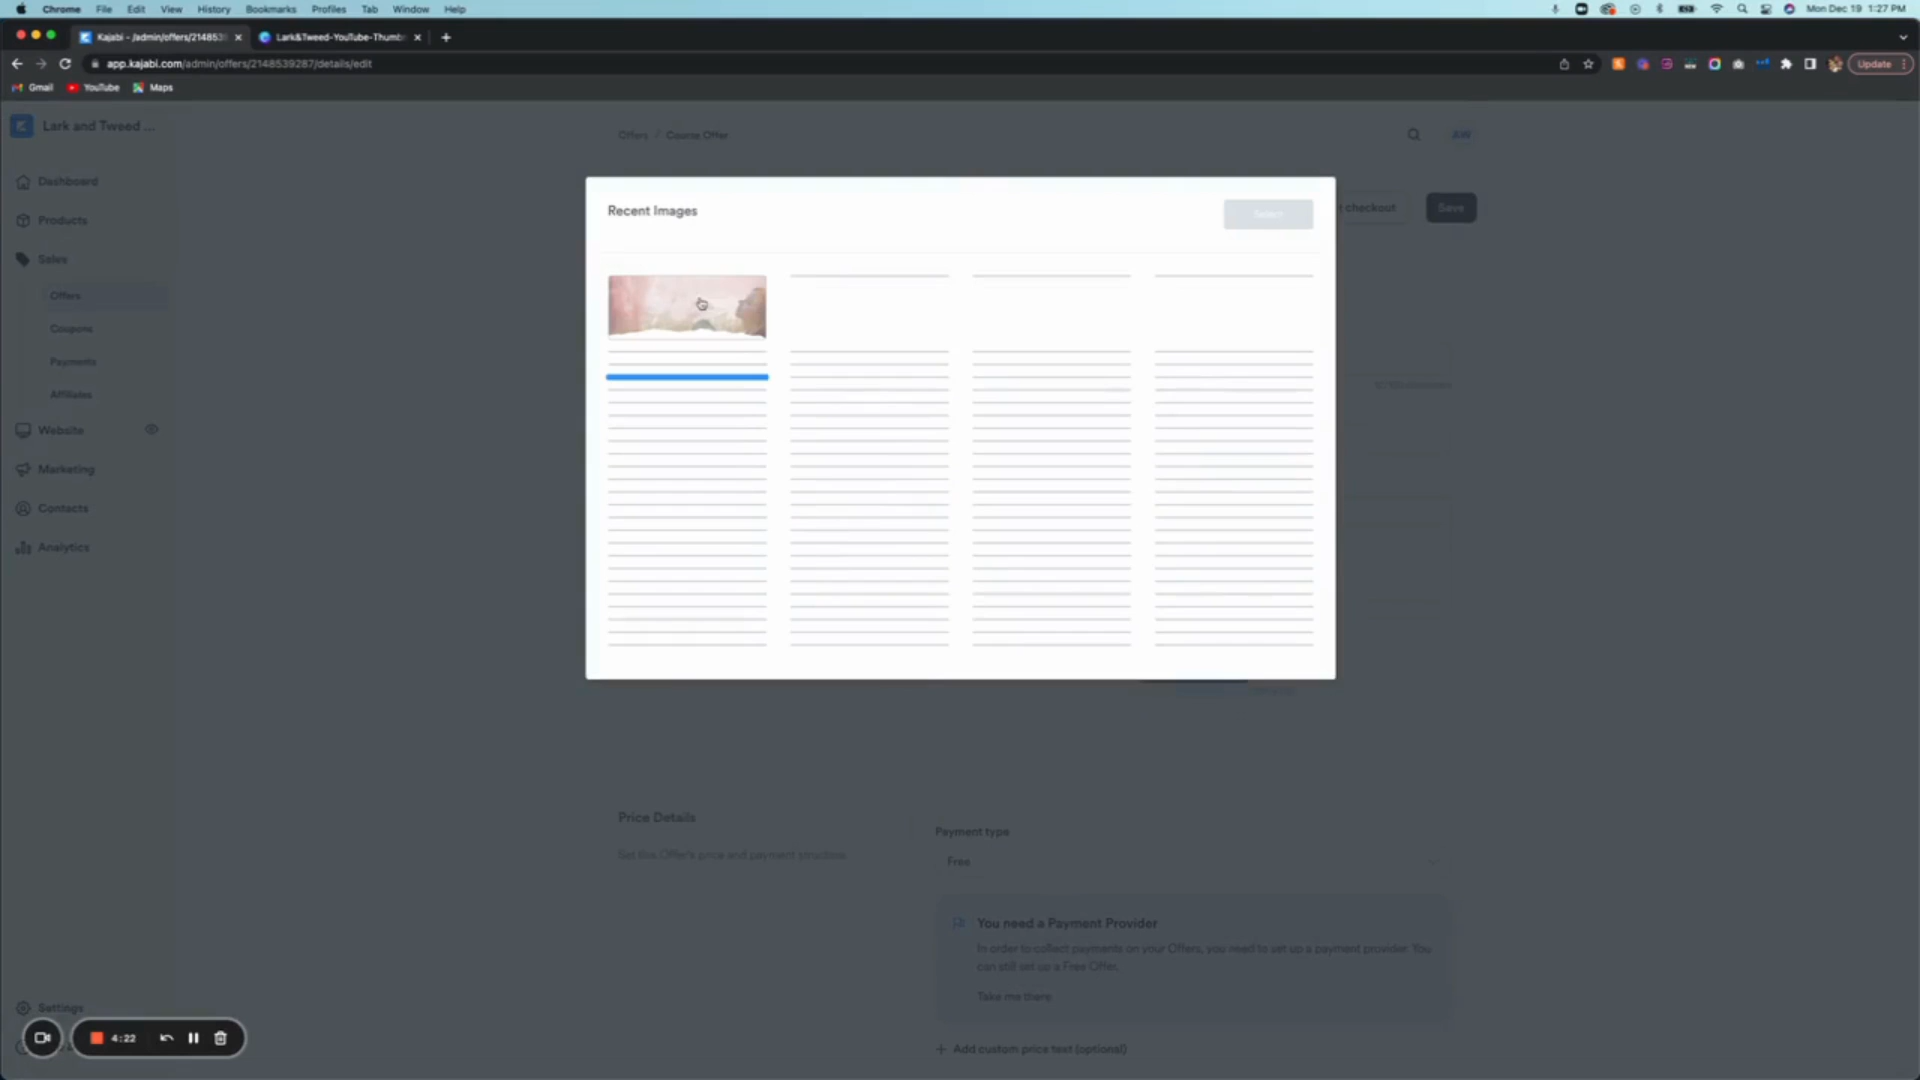 Chrome File Edit View History Bookmarks Profiles Tab Window Help Mon Dec 19 1:27 PM
Kajabi - /admin/offers/214853 Lark&Tweed-YouTube-Thumb
app.kajabi.com/admin/offers/2148539287/details/edit Update
Gmail YouTube Maps
Lark and Tweed ...
Offers / Course Offer AW
Dashboard
Recent Images Select
t checkout Save
Products
Sales
Offers
Coupons
Payments
Affiliates
Website
Marketing
Contacts
Analytics
Price Details
Set this Offer's price and payment structure
Payment type
Free
You need a Payment Provider
In order to collect payments on your Offers, you need to set up a payment provider. You
can still set up a Free Offer.
Take me there
Settings
4:22
Add custom price text (optional)